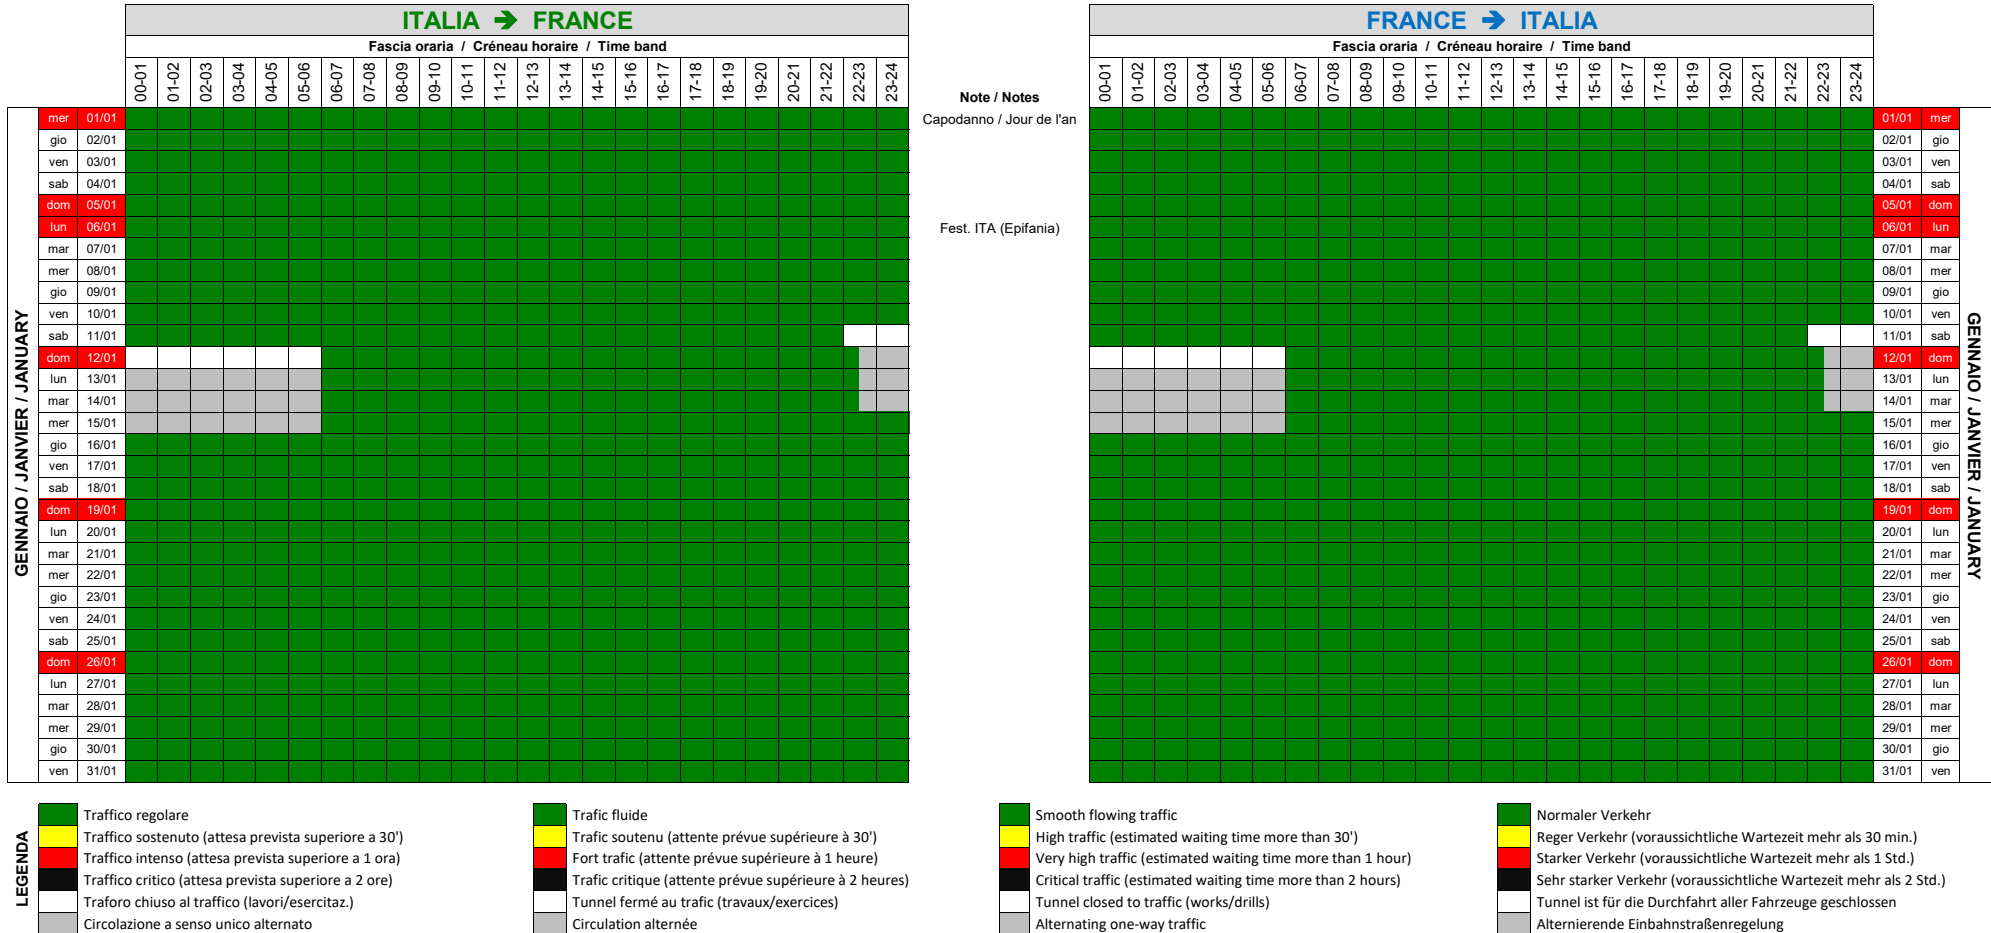 ITALIA ➔ FRANCE FRANCE ➔ ITALIA
Fascia oraria / Créneau horaire / Time band Fascia oraria / Créneau horaire / Time band
00-01 01-02 02-03 03-04 04-05 05-06 06-07 07-08 08-09 09-10 10-11 11-12 12-13 13-14 14-15 15-16 16-17 17-18 18-19 19-20 20-21 21-22 22-23 23-24 Note / Notes 00-01 01-02 02-03 03-04 04-05 05-06 06-07 07-08 08-09 09-10 10-11 11-12 12-13 13-14 14-15 15-16 16-17 17-18 18-19 19-20 20-21 21-22 22-23 23-24
GENNAIO / JANVIER / JANUARY
mer 01/01 Capodanno / Jour de l'an 01/01 mer
gio 02/01 02/01 gio
ven 03/01 03/01 ven
sab 04/01 04/01 sab
dom 05/01 05/01 dom
lun 06/01 Fest. ITA (Epifania) 06/01 lun
mar 07/01 07/01 mar
mer 08/01 08/01 mer
gio 09/01 09/01 gio
ven 10/01 10/01 ven
sab 11/01 11/01 sab
dom 12/01 12/01 dom
lun 13/01 13/01 lun
mar 14/01 14/01 mar
mer 15/01 15/01 mer
gio 16/01 16/01 gio
ven 17/01 17/01 ven
sab 18/01 18/01 sab
dom 19/01 19/01 dom
lun 20/01 20/01 lun
mar 21/01 21/01 mar
mer 22/01 22/01 mer
gio 23/01 23/01 gio
ven 24/01 24/01 ven
sab 25/01 25/01 sab
dom 26/01 26/01 dom
lun 27/01 27/01 lun
mar 28/01 28/01 mar
mer 29/01 29/01 mer
gio 30/01 30/01 gio
ven 31/01 31/01 ven
GENNAIO / JANVIER / JANUARY
LEGENDA
Traffico regolare Trafic fluide Smooth flowing traffic Normaler Verkehr
Traffico sostenuto (attesa prevista superiore a 30') Trafic soutenu (attente prévue supérieure à 30') High traffic (estimated waiting time more than 30') Reger Verkehr (voraussichtliche Wartezeit mehr als 30 min.)
Traffico intenso (attesa prevista superiore a 1 ora) Fort trafic (attente prévue supérieure à 1 heure) Very high traffic (estimated waiting time more than 1 hour) Starker Verkehr (voraussichtliche Wartezeit mehr als 1 Std.)
Traffico critico (attesa prevista superiore a 2 ore) Trafic critique (attente prévue supérieure à 2 heures) Critical traffic (estimated waiting time more than 2 hours) Sehr starker Verkehr (voraussichtliche Wartezeit mehr als 2 Std.)
Traforo chiuso al traffico (lavori/esercitaz.) Tunnel fermé au trafic (travaux/exercices) Tunnel closed to traffic (works/drills) Tunnel ist für die Durchfahrt aller Fahrzeuge geschlossen
Circolazione a senso unico alternato Circulation alternée Alternating one-way traffic Alternierende Einbahnstraßenregelung